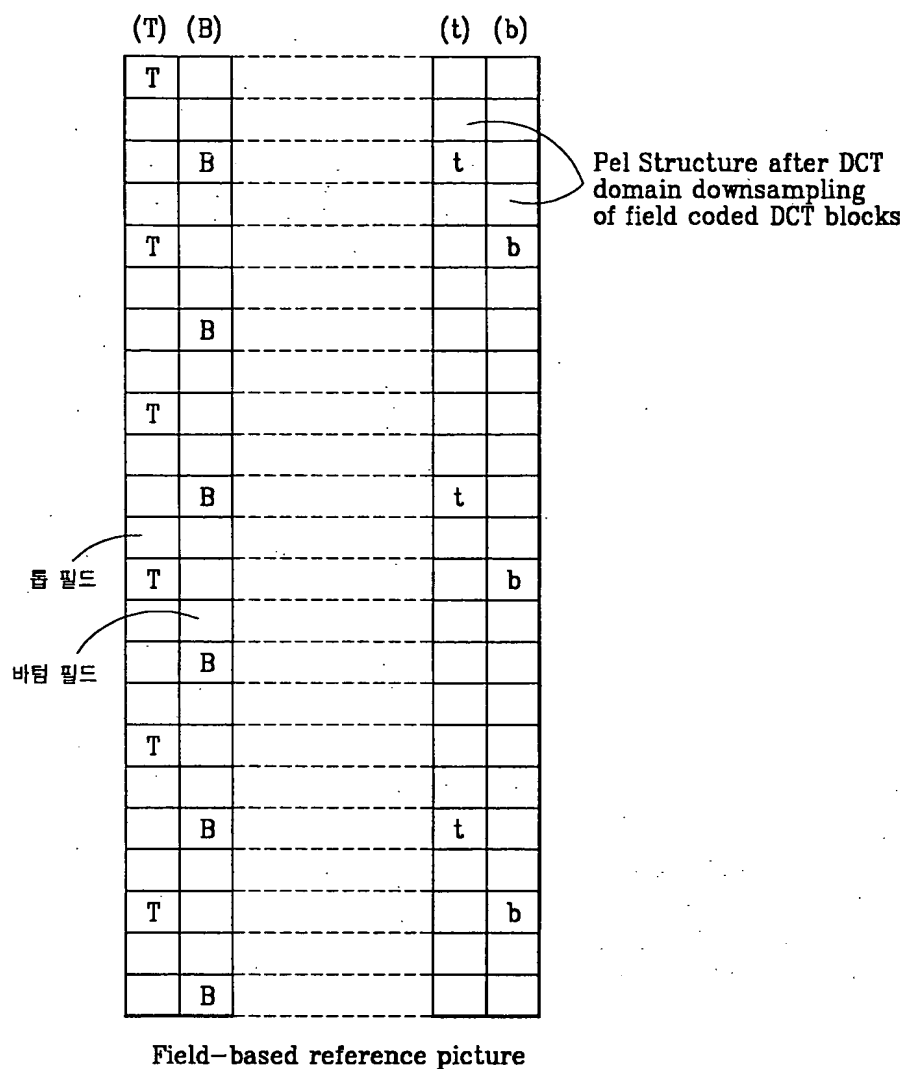 (T) (B) (t) (b)
T
B t
Pel Structure after DCT
domain downsampling
of field coded DCT blocks
T b
B
T
B t
톱 필드
T b
바텀 필드
B
T
B t
T b
B
Field-based reference picture